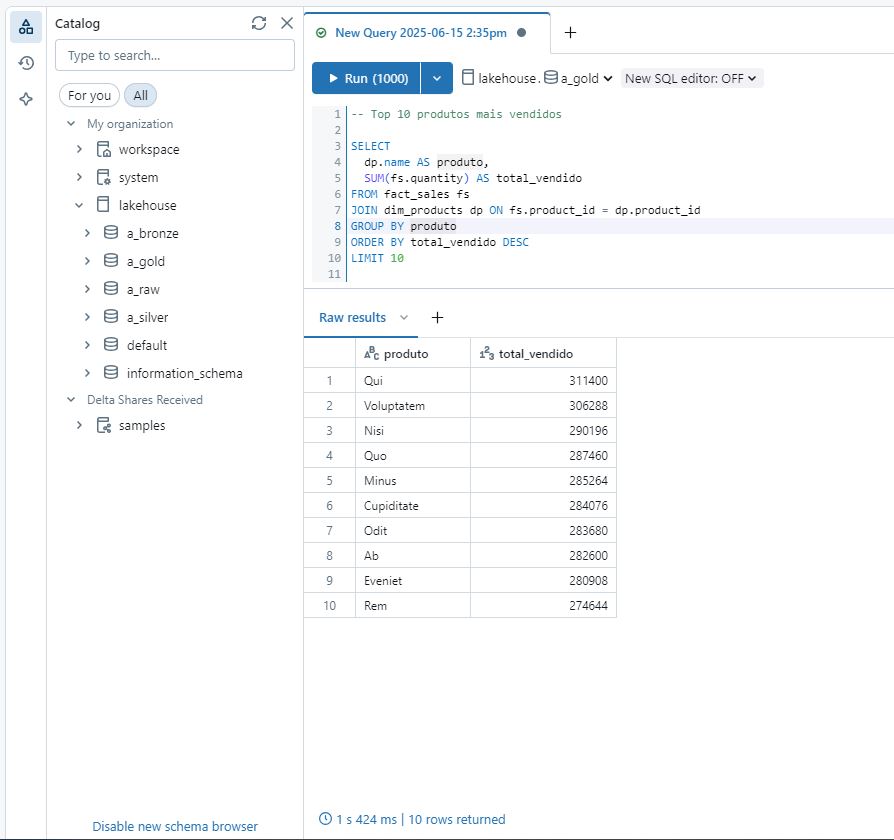 Catalog
Type to search...
For you All
My organization
workspace
system
lakehouse
a_bronze
a_gold
a_raw
a_silver
default
information_schema
Delta Shares Received
samples
Disable new schema browser
New Query 2025-06-15 2:35pm
Run (1000) lakehouse. a_gold New SQL editor: OFF
1 -- Top 10 produtos mais vendidos
2
3 SELECT
4 dp.name AS produto,
5 SUM(fs.quantity) AS total_vendido
6 FROM fact_sales fs
7 JOIN dim_products dp ON fs.product_id = dp.product_id
8 GROUP BY produto
9 ORDER BY total_vendido DESC
10 LIMIT 10
11
Raw results
ABC produto 123 total_vendido
1 Qui 311400
2 Voluptatem 306288
3 Nisi 290196
4 Quo 287460
5 Minus 285264
6 Cupiditate 284076
7 Odit 283680
8 Ab 282600
9 Eveniet 280908
10 Rem 274644
1 s 424 ms | 10 rows returned